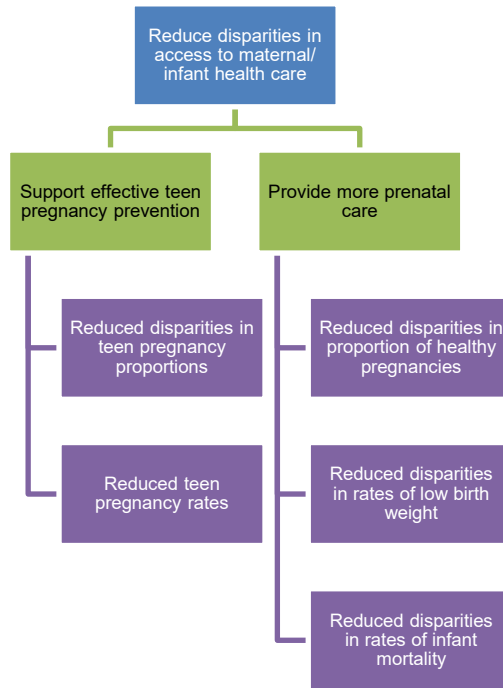 Reduce disparities in
access to maternal/
infant health care
Support effective teen
pregnancy prevention
Provide more prenatal
care
Reduced disparities in
teen pregnancy
proportions
Reduced disparities in
proportion of healthy
pregnancies
Reduced teen
pregnancy rates
Reduced disparities
in rates of low birth
weight
Reduced disparities
in rates of infant
mortality